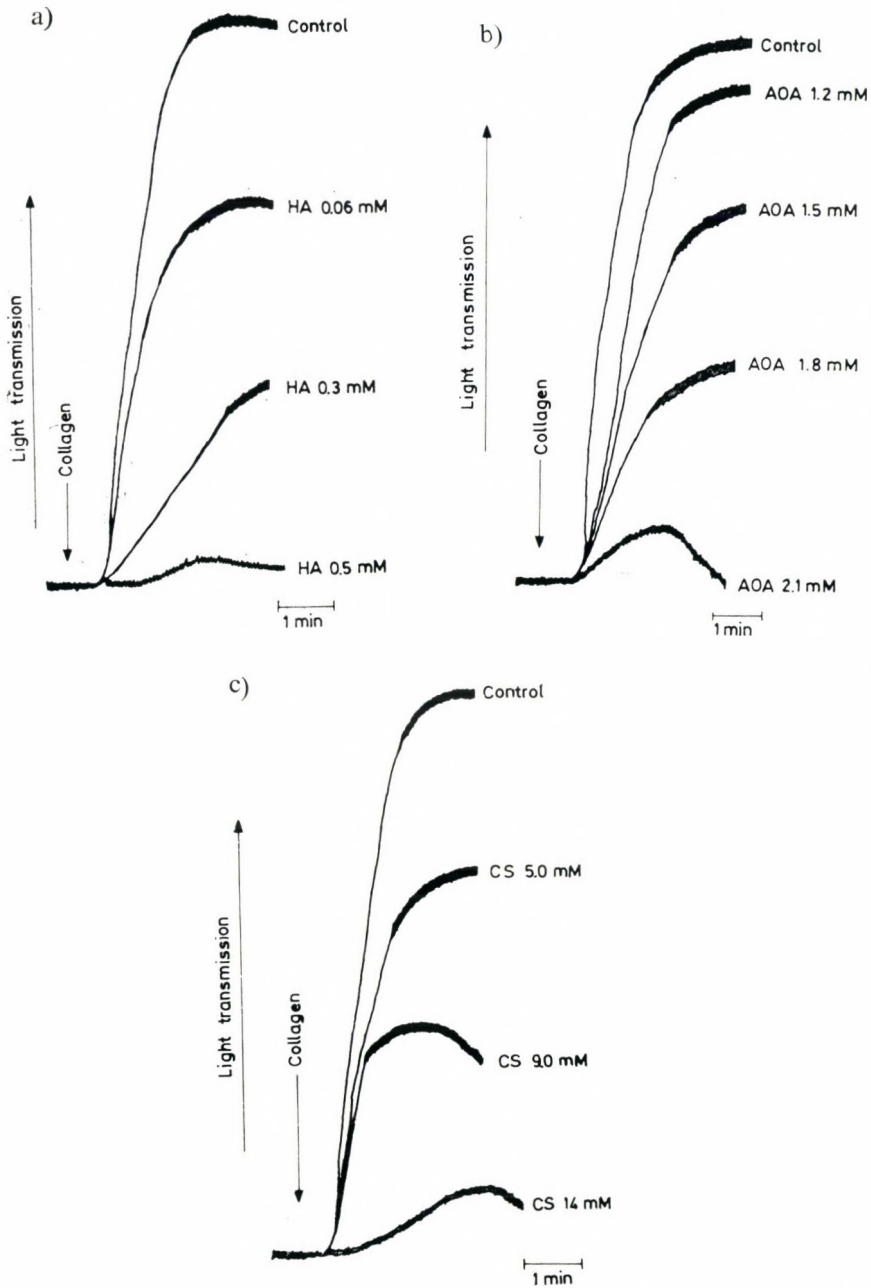 a)
Control
HA 0.06 mM
HA 0.3 mM
HA 0.5 mM
Light transmission
Collagen
1 min
b)
Control
AOA 1.2 mM
AOA 1.5 mM
AOA 1.8 mM
AOA 2.1 mM
Light transmission
Collagen
1 min
c)
Control
CS 5.0 mM
CS 9.0 mM
CS 14 mM
Light transmission
Collagen
1 min